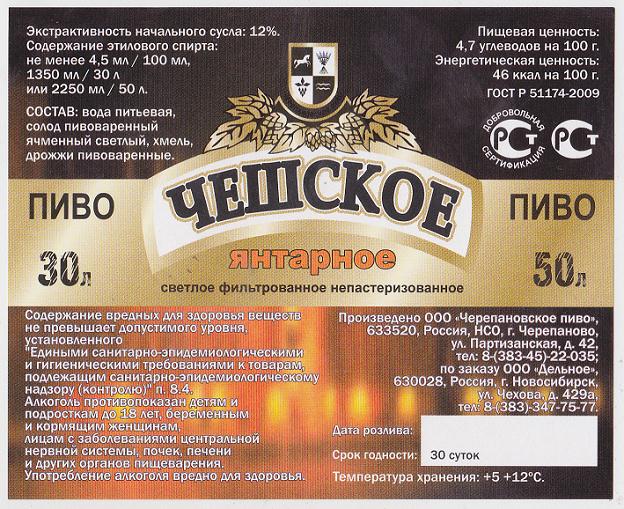 Экстрактивность начального сусла: 12%.
Содержание этилового спирта:
не менее 4,5 мл / 100 мл,
1350 мл / 30 л
или 2250 мл / 50 л.
СОСТАВ: вода питьевая,
солод пивоваренный
ячменный светлый, хмель,
дрожжи пивоваренные.
Пищевая ценность:
4,7 углеводов на 100 г.
Энергетическая ценность:
46 ккал на 100 г.
ГОСТ Р 51174-2009
ДОБРОВОЛЬНАЯ
РСТ
СЕРТИФИКАЦИЯ
РСТ
ПИВО
30л
ЧЕШСКОЕ
янтарное
светлое фильтрованное непастеризованное
ПИВО
50л
Содержание вредных для здоровья веществ
не превышает допустимого уровня,
установленного
"Едиными санитарно-эпидемиологическими
и гигиеническими требованиями к товарам,
подлежащим санитарно-эпидемиологическому
надзору (контролю)" п. 8.4.
Алкоголь противопоказан детям и
подросткам до 18 лет, беременным
и кормящим женщинам,
лицам с заболеваниями центральной
нервной системы, почек, печени
и других органов пищеварения.
Употребление алкоголя вредно для здоровья.
Произведено ООО «Черепановское пиво»,
633520, Россия, НСО, г. Черепаново,
ул. Партизанская, д. 42,
тел: 8-(383-45)-22-035;
по заказу ООО «Дельное»,
630028, Россия, г. Новосибирск,
ул. Чехова, д. 429а,
тел: 8-(383)-347-75-77.
Дата розлива:
Срок годности: 30 суток
Температура хранения: +5 +12°С.